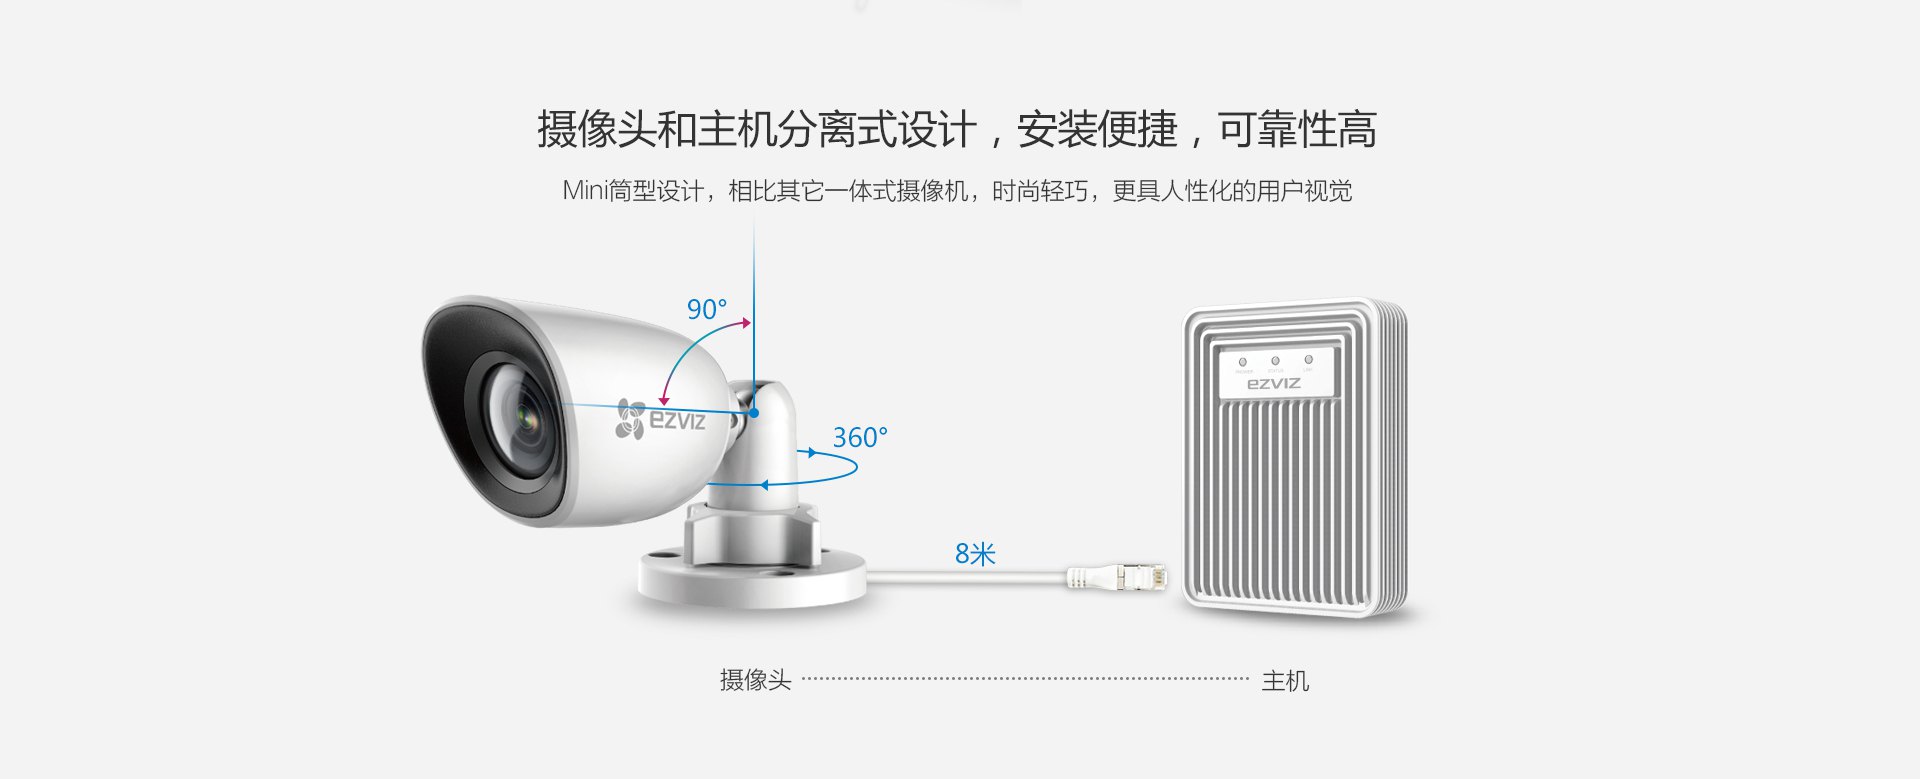 摄像头和主机分离式设计，安装便捷，可靠性高
Mini筒型设计，相比其它一体式摄像机，时尚轻巧，更具人性化的用户视觉
90°
ezviz
360°
POWER STATUS LINK
ezviz
8米
摄像头
主机